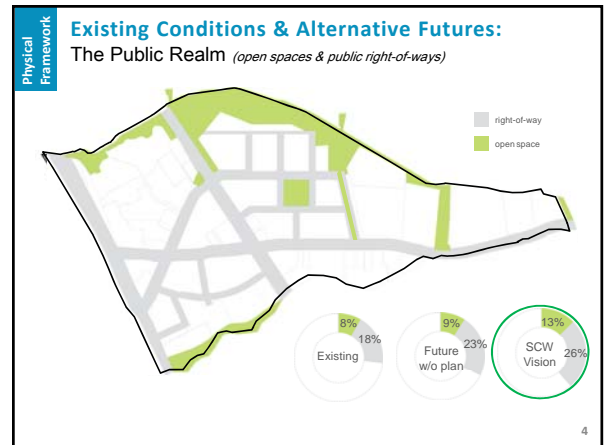 Physical
Framework
Existing Conditions & Alternative Futures:
The Public Realm (open spaces & public right-of-ways)
right-of-way
open space
8%
18%
Existing
9%
23%
Future
w/o plan
13%
26%
SCW
Vision
4